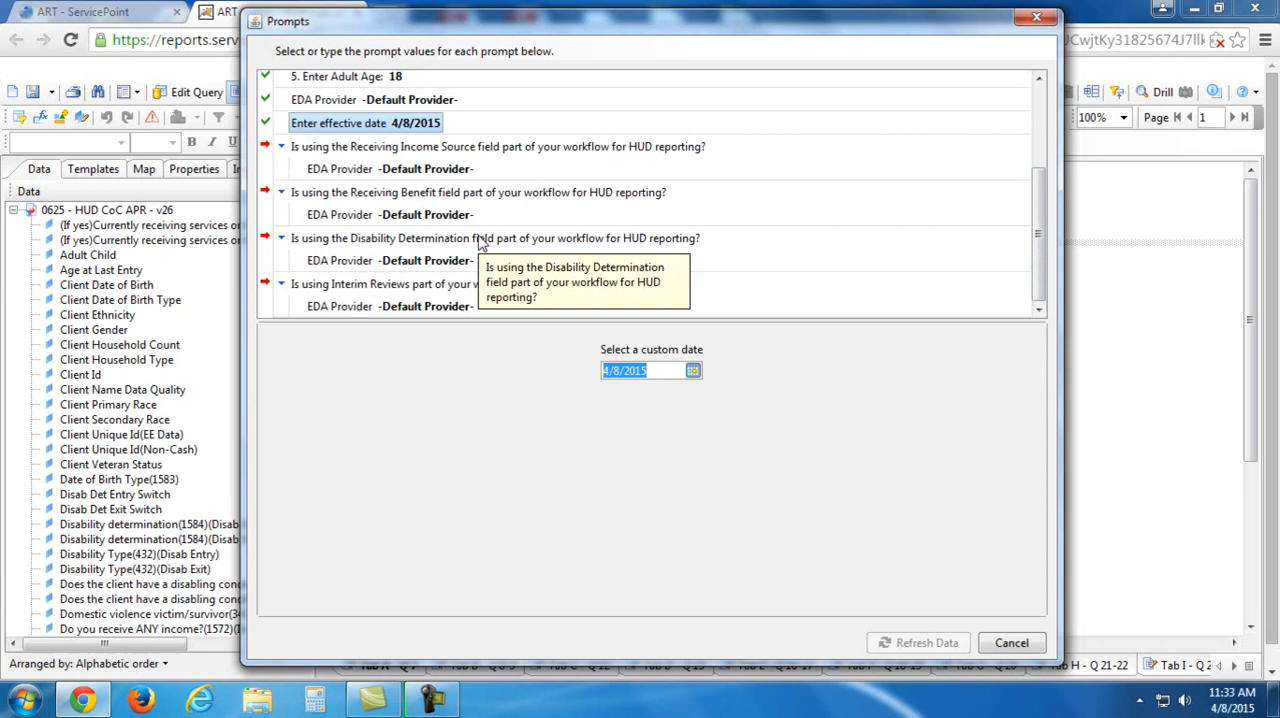 ART - ServicePoint
ART
https://reports.serv
UCwjtKy31825674J7llk
Prompts
Select or type the prompt values for each prompt below.
5. Enter Adult Age: 18
EDA Provider -Default Provider-
Enter effective date 4/8/2015
Is using the Receiving Income Source field part of your workflow for HUD reporting?
EDA Provider -Default Provider-
Is using the Receiving Benefit field part of your workflow for HUD reporting?
EDA Provider -Default Provider-
Is using the Disability Determination field part of your workflow for HUD reporting?
EDA Provider -Default Provider-
Is using Interim Reviews part of your w
EDA Provider -Default Provider-
Is using the Disability Determination
field part of your workflow for HUD
reporting?
Select a custom date
4/8/2015
Refresh Data
Cancel
Edit Query
Drill
100%
Page
1
B I U
Data
Templates
Map
Properties
Data
0625 - HUD CoC APR - v26
(If yes)Currently receiving services or
(If yes)Currently receiving services or
Adult Child
Age at Last Entry
Client Date of Birth
Client Date of Birth Type
Client Ethnicity
Client Gender
Client Household Count
Client Household Type
Client Id
Client Name Data Quality
Client Primary Race
Client Secondary Race
Client Unique Id(EE Data)
Client Unique Id(Non-Cash)
Client Veteran Status
Date of Birth Type(1583)
Disab Det Entry Switch
Disab Det Exit Switch
Disability determination(1584)(Disab
Disability determination(1584)(Disab
Disability Type(432)(Disab Entry)
Disability Type(432)(Disab Exit)
Does the client have a disabling cond
Does the client have a disabling cond
Domestic violence victim/survivor(34
Do you receive ANY income?(1572)(I
Arranged by: Alphabetic order
Tab H - Q 21-22
Tab I - Q 2
11:33 AM
4/8/2015